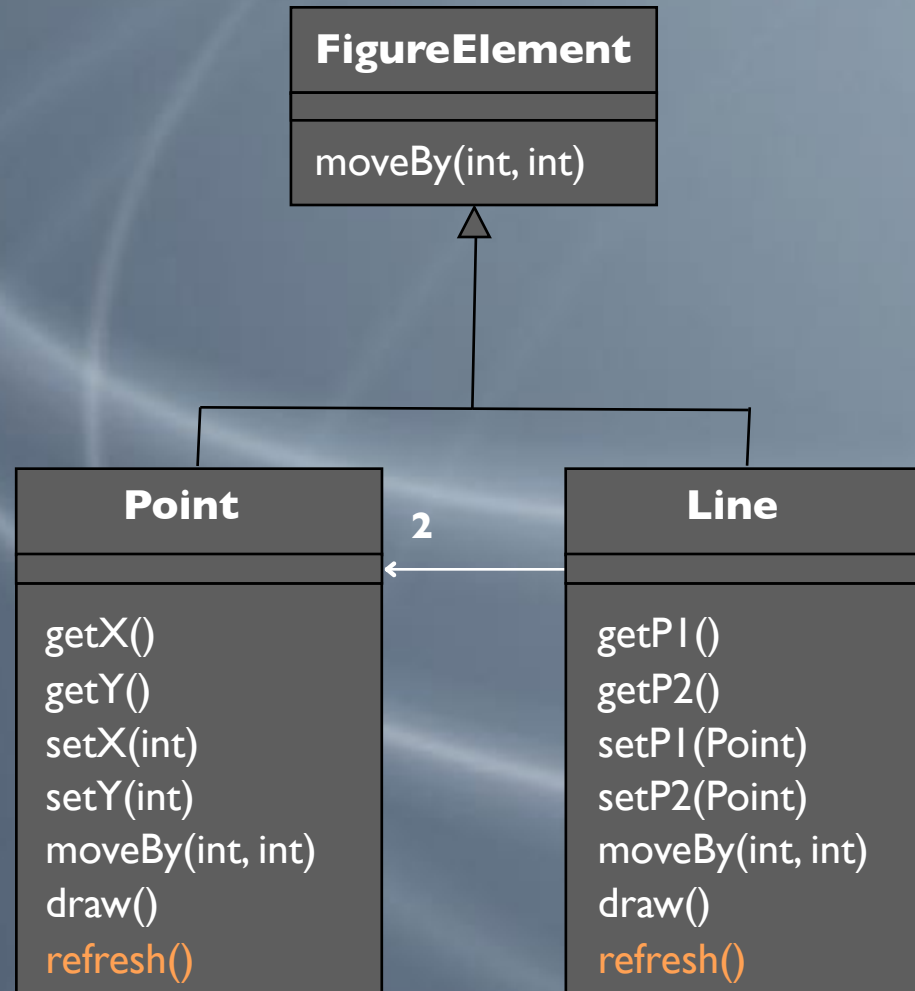 FigureElement
moveBy(int, int)
Point
2
Line
getX()
getY()
setX(int)
setY(int)
moveBy(int, int)
draw()
refresh()
getP1()
getP2()
setP1(Point)
setP2(Point)
moveBy(int, int)
draw()
refresh()